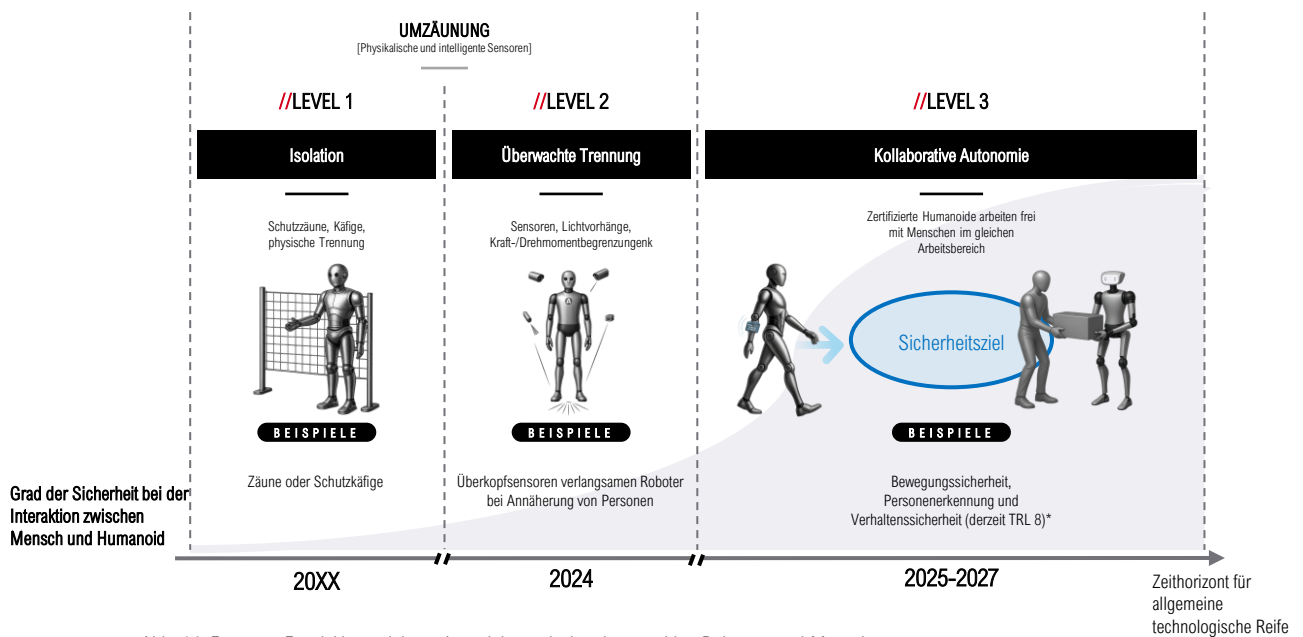 UMZÄUNUNG
[Physikalische und intelligente Sensoren]
//LEVEL 1
//LEVEL 2
//LEVEL 3
Isolation
Überwachte Trennung
Kollaborative Autonomie
Schutzzäune, Käfige,
physische Trennung
Sensoren, Lichtvorhänge,
Kraft-/Drehmomentbegrenzungenk
Zertifizierte Humanoide arbeiten frei
mit Menschen im gleichen
Arbeitsbereich
Sicherheitsziel
BEISPIELE
BEISPIELE
BEISPIELE
Zäune oder Schutzkäfige
Überkopfsensoren verlangsamen Roboter
bei Annäherung von Personen
Bewegungssicherheit,
Personenerkennung und
Verhaltenssicherheit (derzeit TRL 8)*
Grad der Sicherheit bei der
Interaktion zwischen
Mensch und Humanoid
20XX
2024
2025-2027
Zeithorizont für
allgemeine
technologische Reife